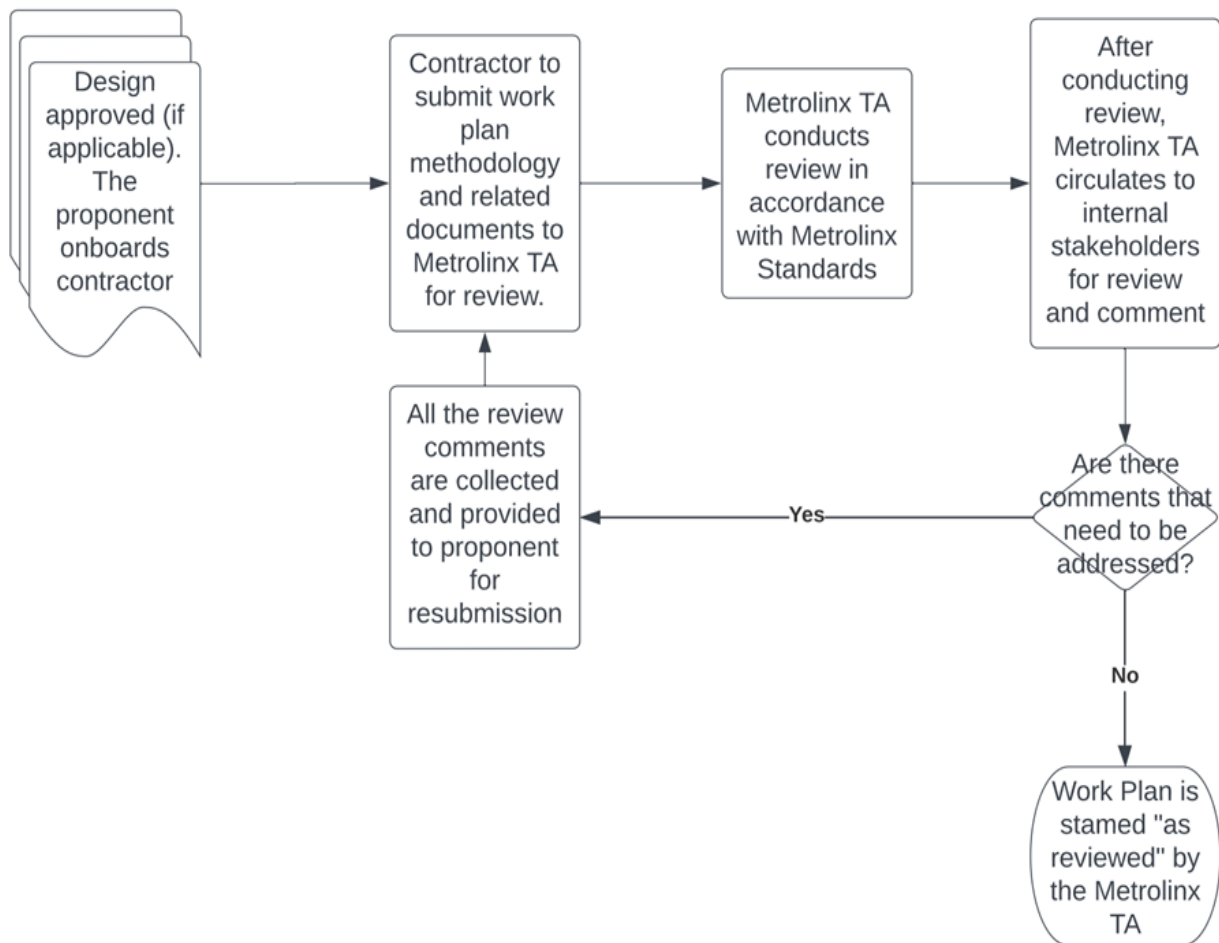 Design
approved (if
applicable).
The
proponent
onboards
contractor
Contractor to
submit work
plan
methodology
and related
documents to
Metrolinx TA
for review.
Metrolinx TA
conducts
review in
accordance
with Metrolinx
Standards
After
conducting
review,
Metrolinx TA
circulates to
internal
stakeholders
for review
and comment
Are there
comments that
need to be
addressed?
Yes
All the review
comments
are collected
and provided
to proponent
for
resubmission
No
Work Plan is
stamed "as
reviewed" by
the Metrolinx
TA